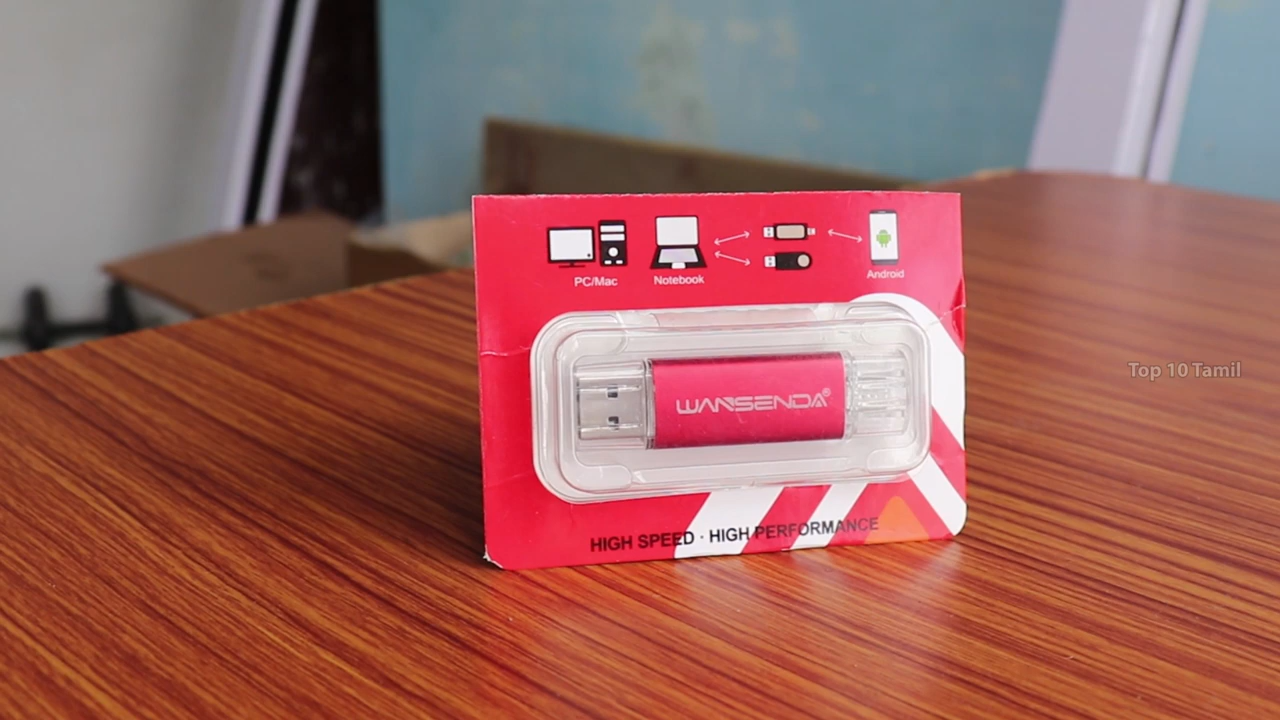 PC/Mac
Notebook
Android
WANSENDA®
HIGH SPEED · HIGH PERFORMANCE
Top 10 Tamil